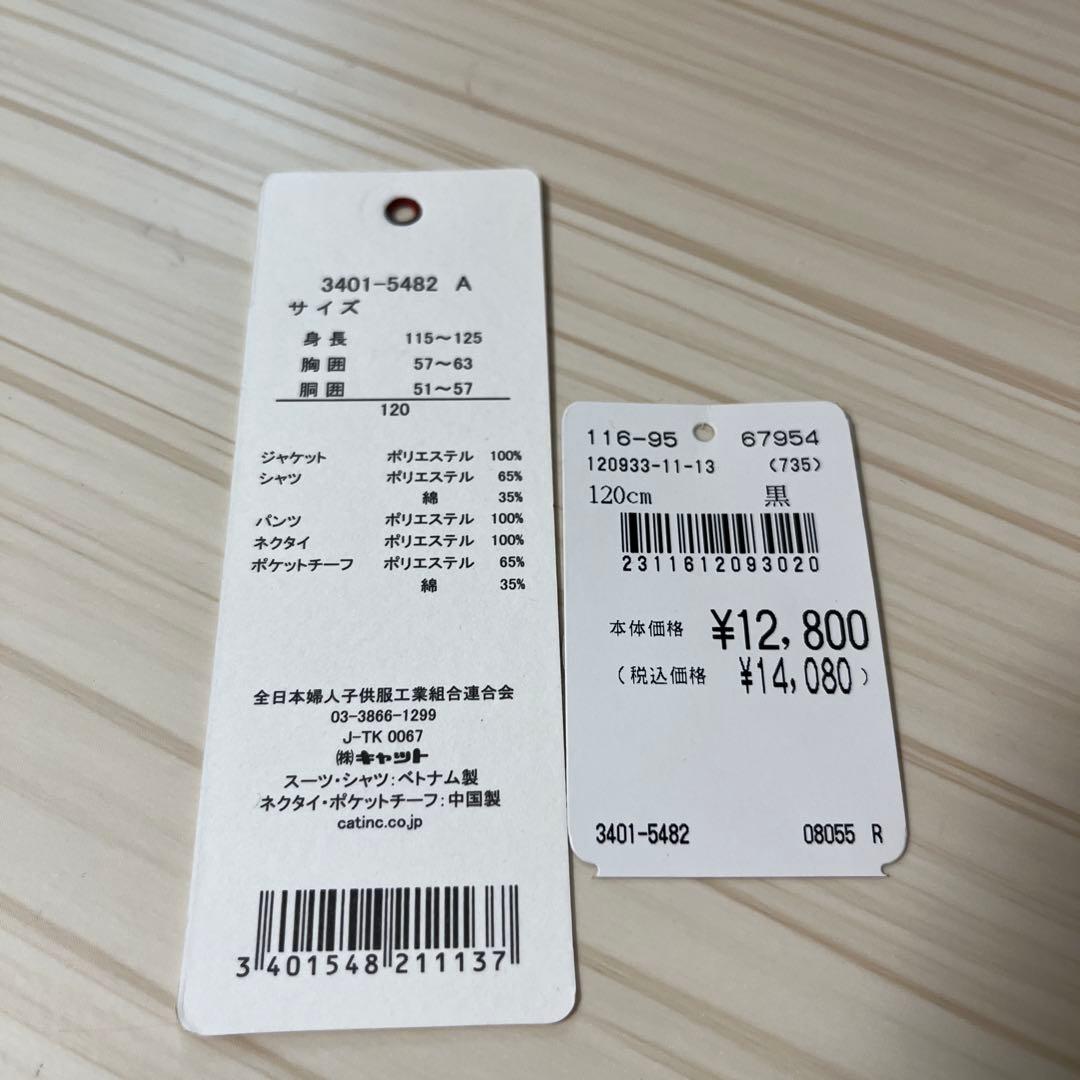 3401-5482 A
サイズ
身長 115～125
胸囲 57～63
胴囲 51～57
120
ジャケット ポリエステル 100%
シャツ ポリエステル 65%
綿 35%
パンツ ポリエステル 100%
ネクタイ ポリエステル 100%
ポケットチーフ ポリエステル 65%
綿 35%
全日本婦人子供服工業組合連合会
03-3866-1299
J-TK 0067
㈱キャット
スーツ・シャツ:ベトナム製
ネクタイ・ポケットチーフ:中国製
catinc.co.jp
3 401548 211137
116-95 67954
120933-11-13 (735)
120cm 黒
2311612093020
本体価格 ¥12,800
(税込価格 ¥14,080)
3401-5482 08055 R